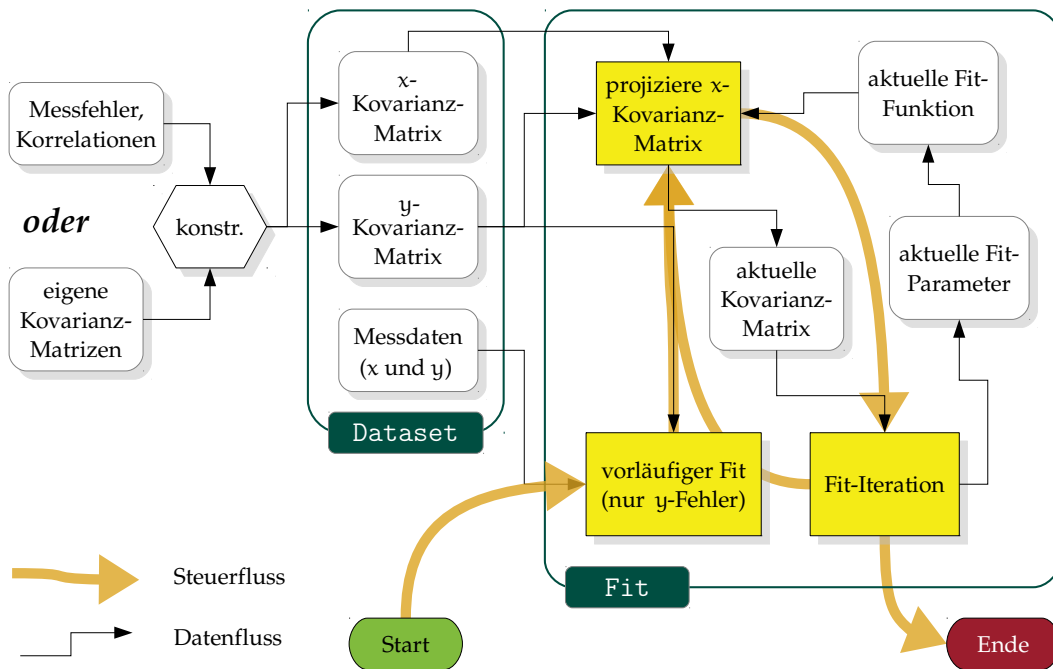 Messfehler,
Korrelationen
oder
eigene
Kovarianz-
Matrizen
konstr.
x-
Kovarianz-
Matrix
y-
Kovarianz-
Matrix
Messdaten
(x und y)
Dataset
projiziere x-
Kovarianz-
Matrix
aktuelle Fit-
Funktion
aktuelle
Kovarianz-
Matrix
aktuelle Fit-
Parameter
vorläufiger Fit
(nur y-Fehler)
Fit-Iteration
Fit
Steuerfluss
Datenfluss
Start
Ende